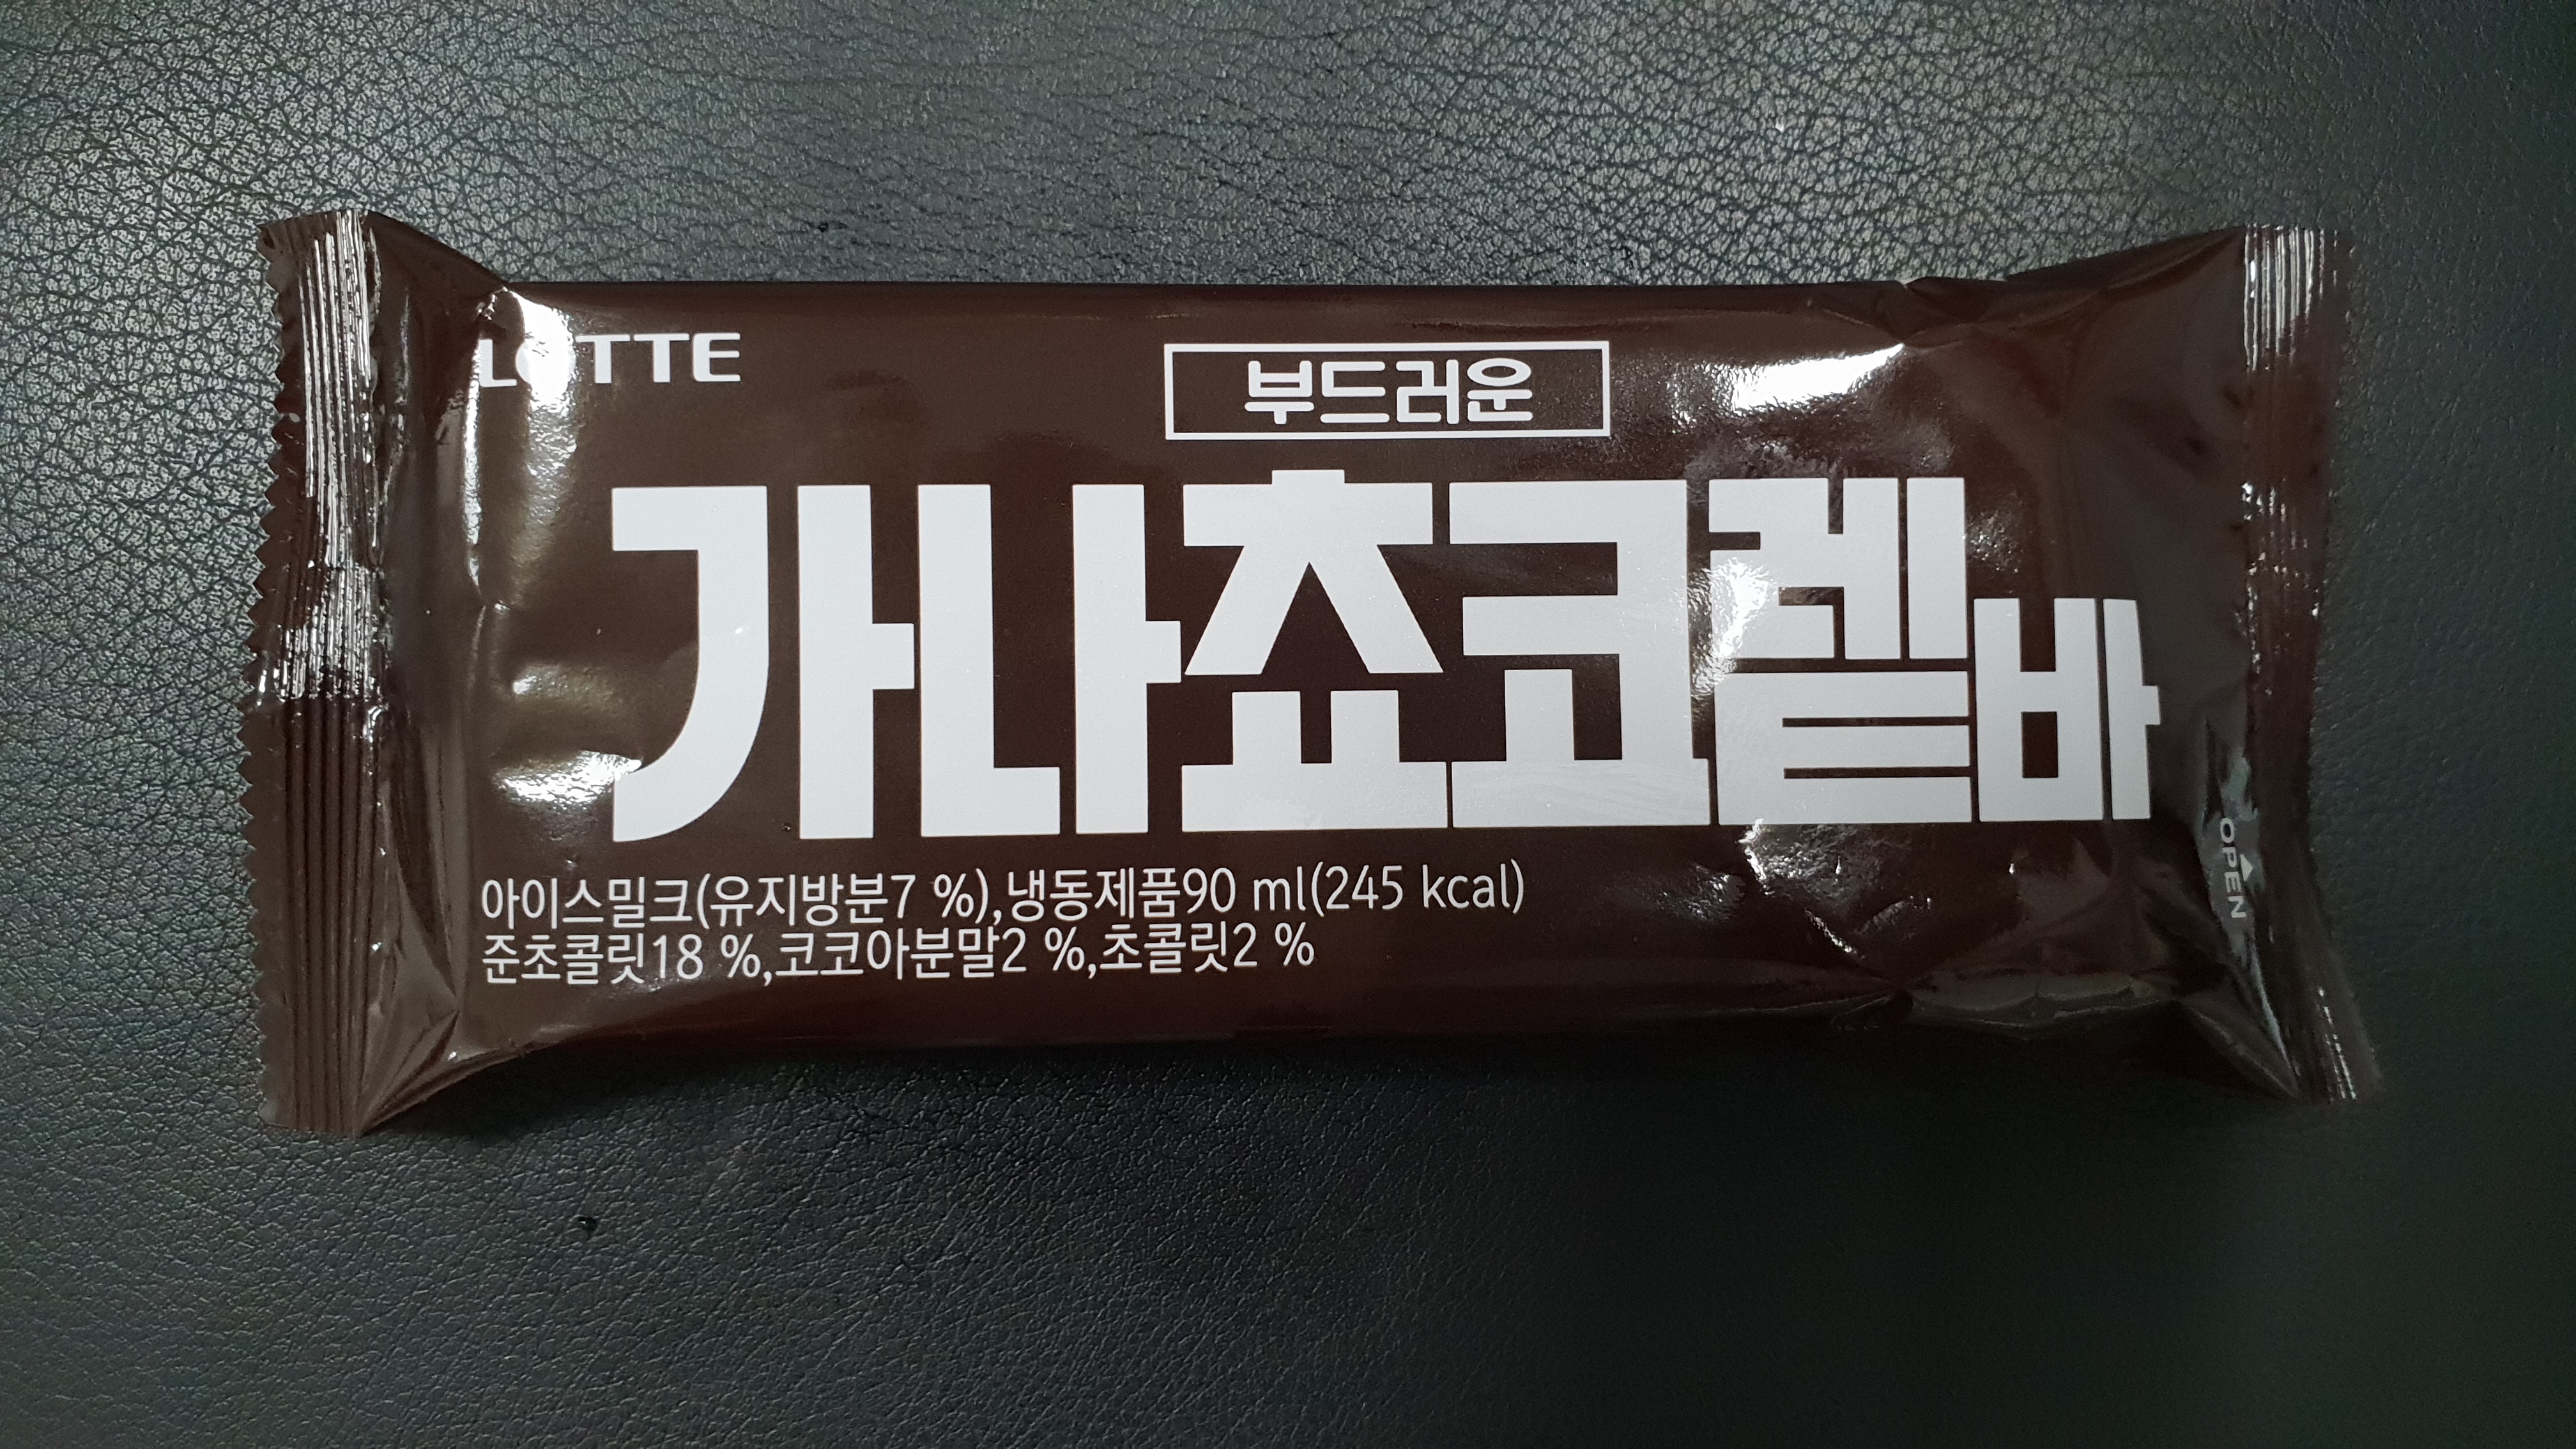 LOTTE
부드러운
가나초코렡바
아이스밀크(유지방분7 %),냉동제품90 ml(245 kcal)
준초콜릿18 %,코코아분말2 %,초콜릿2 %
OPEN